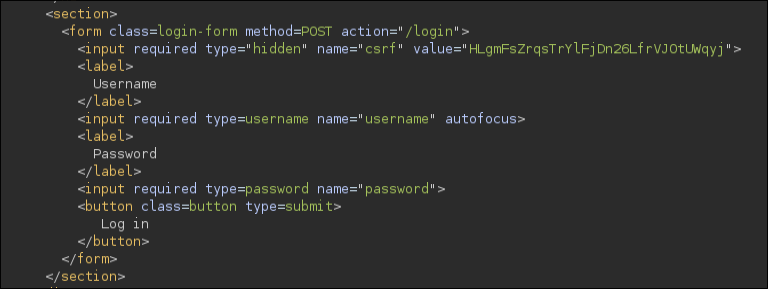 <section>
<form class=login-form method=POST action="/login">
<input required type="hidden" name="csrf" value="HLgmFsZrqsTrYlFjDn26LfrVJOtUWqyj">
<label>
Username
</label>
<input required type=username name="username" autofocus>
<label>
Password
</label>
<input required type=password name="password">
<button class=button type=submit>
Log in
</button>
</form>
</section>